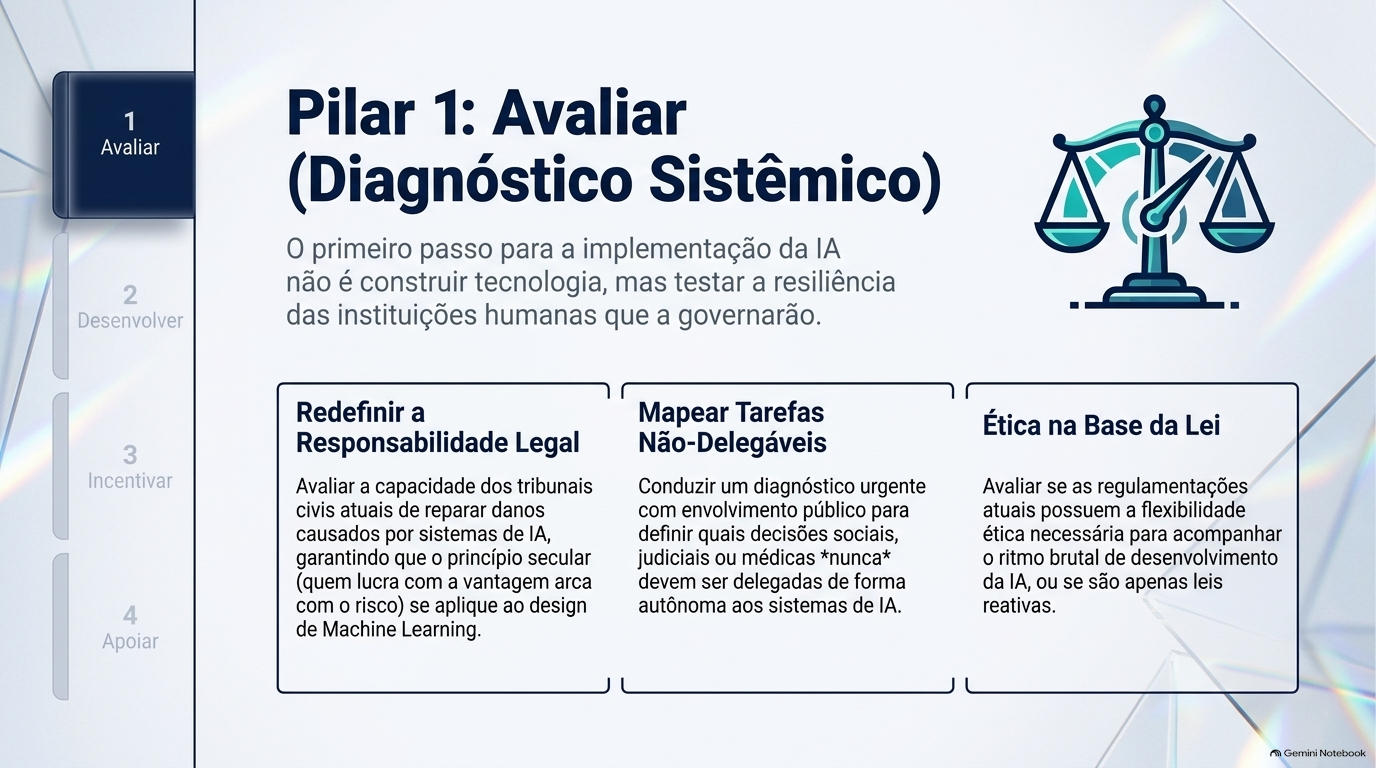 1
Avaliar
2
Desenvolver
3
Incentivar
4
Apoiar
Pilar 1: Avaliar
(Diagnóstico Sistêmico)
O primeiro passo para a implementação da IA
não é construir tecnologia, mas testar a resiliência
das instituições humanas que a governarão.
Redefinir a
Responsabilidade Legal
Avaliar a capacidade dos tribunais
civis atuais de reparar danos
causados por sistemas de IA,
garantindo que o princípio secular
(quem lucra com a vantagem arca
com o risco) se aplique ao design
de Machine Learning.
Mapear Tarefas
Não-Delegáveis
Conduzir um diagnóstico urgente
com envolvimento público para
definir quais decisões sociais,
judiciais ou médicas *nunca*
devem ser delegadas de forma
autônoma aos sistemas de IA.
Ética na Base da Lei
Avaliar se as regulamentações
atuais possuem a flexibilidade
ética necessária para acompanhar
o ritmo brutal de desenvolvimento
da IA, ou se são apenas leis
reativas.
Gemini Notebook